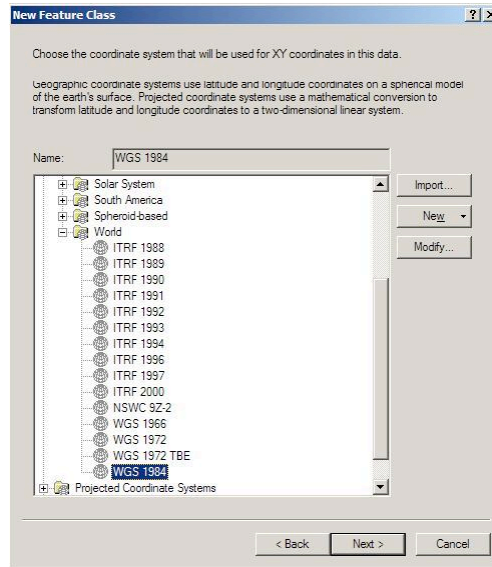 New Feature Class
Choose the coordinate system that will be used for XY coordinates in this data.
Geographic coordinate systems use latitude and longitude coordinates on a spherical model
of the earth's surface. Projected coordinate systems use a mathematical conversion to
transform latitude and longitude coordinates to a two-dimensional linear system.
Name: WGS 1984
Solar System
Import...
South America
Spheroid-based
New
World
ITRF 1988
Modify...
ITRF 1989
ITRF 1990
ITRF 1991
ITRF 1992
ITRF 1993
ITRF 1994
ITRF 1996
ITRF 1997
ITRF 2000
NSWC 9Z-2
WGS 1966
WGS 1972
WGS 1972 TBE
WGS 1984
Projected Coordinate Systems
< Back Next > Cancel